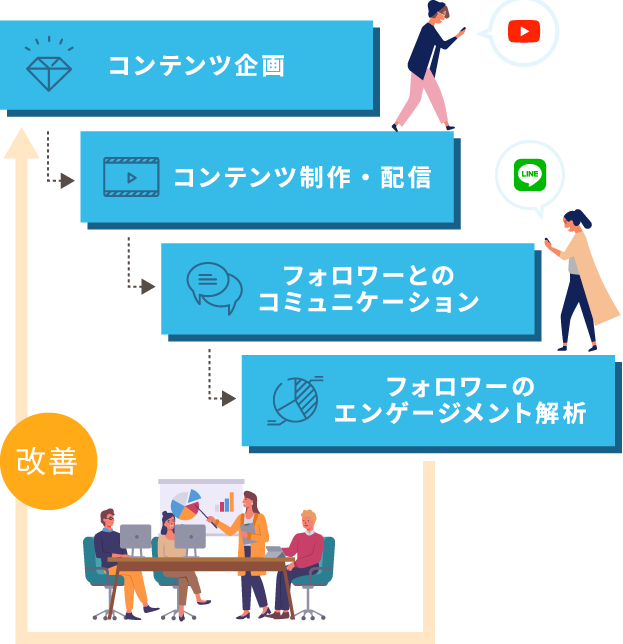 コンテンツ企画
コンテンツ制作・配信
LINE
フォロワーとの
コミュニケーション
フォロワーの
エンゲージメント解析
改善